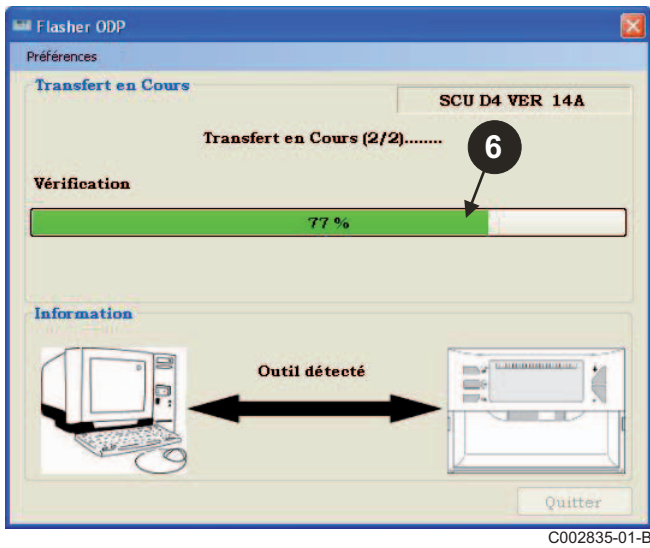 Flasher ODP
Préférences
Transfert en Cours
SCU D4 VER 14A
Transfert en Cours (2/2)........
6
Vérification
77 %
Information
Outil détecté
Quitter
C002835-01-B